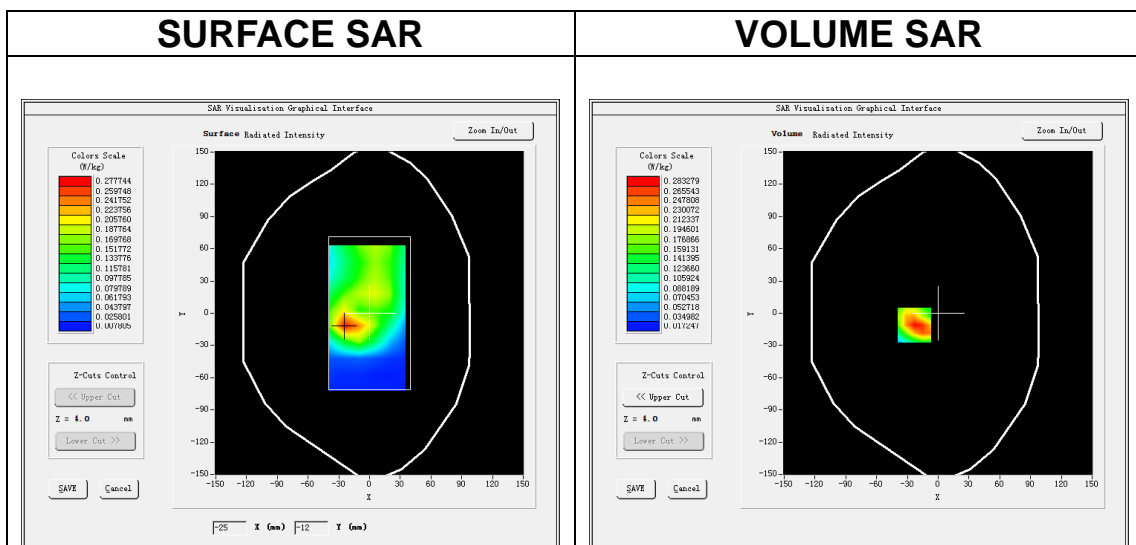 SURFACE SAR
VOLUME SAR
SAR Visualisation Graphical Interface
Surface Radiated Intensity
Zoom In/Out
Colors Scale
(W/kg)
0.277744
0.259748
0.241752
0.223756
0.205760
0.187764
0.169768
0.151772
0.133776
0.115781
0.097785
0.079789
0.061793
0.043797
0.025801
0.007805
150
120
90
60
30
0
-30
-60
-90
-120
-150
Y
-150 -120 -90 -60 -30 0 30 60 90 120 150
X
Z-Cuts Control
<< Upper Cut
Z = 4.0 mm
Lower Cut >>
SAVE Cancel
-25 X (mm) -12 Y (mm)
SAR Visualisation Graphical Interface
Volume Radiated Intensity
Zoom In/Out
Colors Scale
(W/kg)
0.283279
0.265543
0.247808
0.230072
0.212337
0.194601
0.176866
0.159131
0.141395
0.123660
0.105924
0.088189
0.070453
0.052718
0.034982
0.017247
150
120
90
60
30
0
-30
-60
-90
-120
-150
Y
-150 -120 -90 -60 -30 0 30 60 90 120 150
X
Z-Cuts Control
<< Upper Cut
Z = 4.0 mm
Lower Cut >>
SAVE Cancel